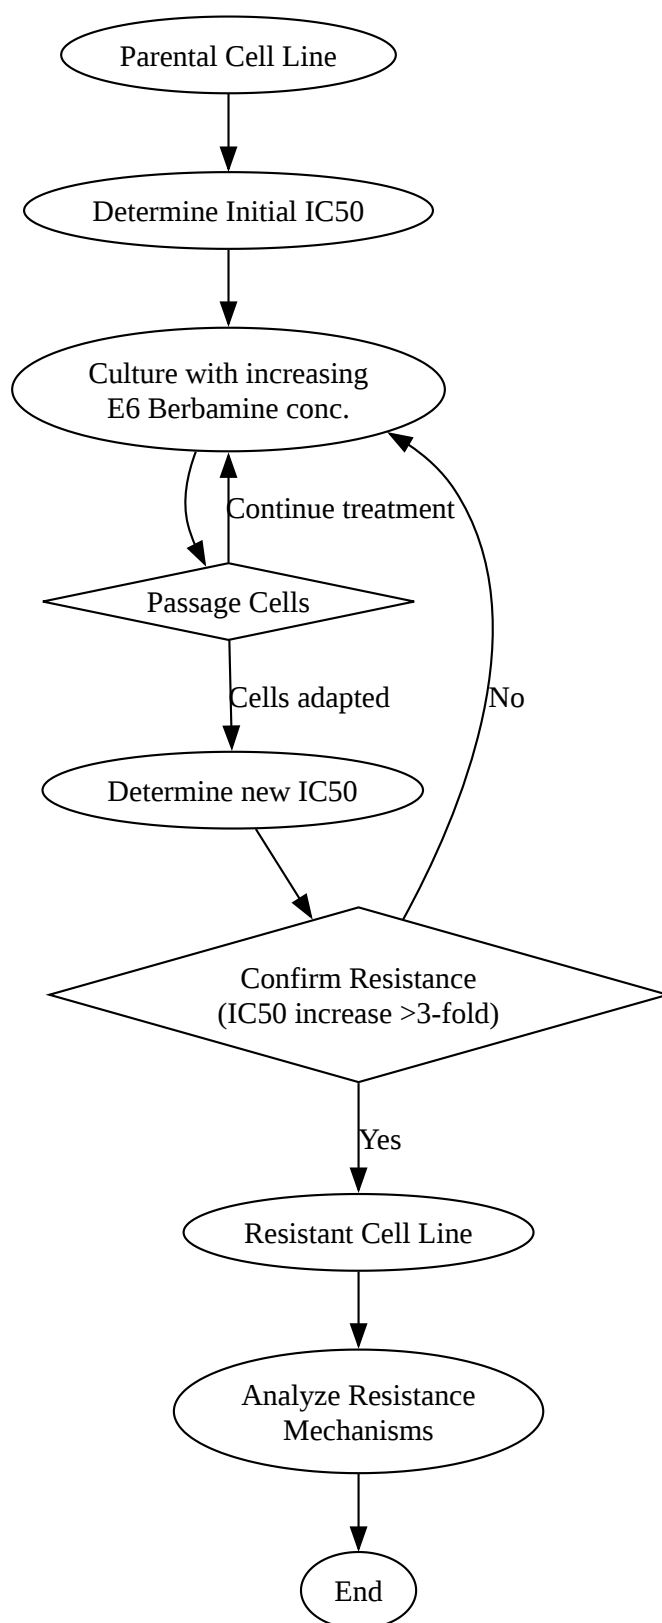 Parental Cell Line
Determine Initial IC50
Culture with increasing
E6 Berbamine conc.
Continue treatment
Passage Cells
Cells adapted
No
Determine new IC50
Confirm Resistance
(IC50 increase >3-fold)
Yes
Resistant Cell Line
Analyze Resistance
Mechanisms
End